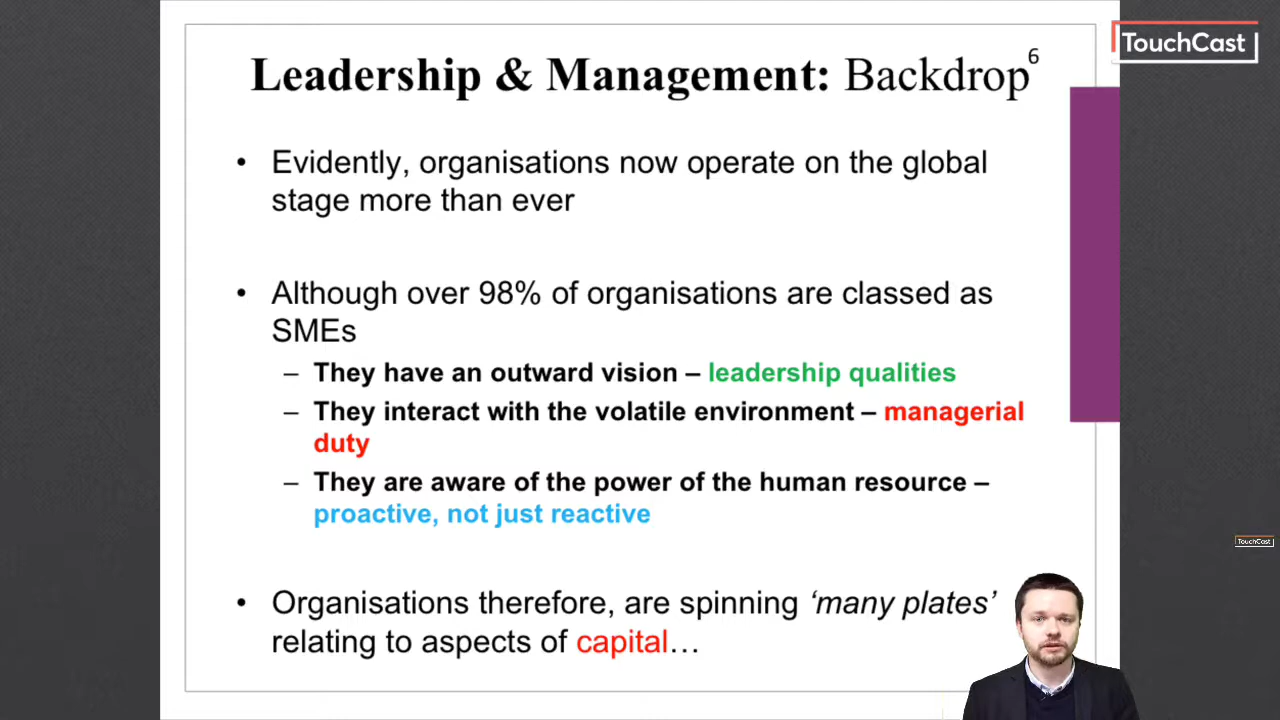 TouchCast
6
Leadership & Management: Backdrop
• Evidently, organisations now operate on the global
stage more than ever
• Although over 98% of organisations are classed as
SMEs
– They have an outward vision – leadership qualities
– They interact with the volatile environment – managerial
duty
– They are aware of the power of the human resource –
proactive, not just reactive
TouchCast
• Organisations therefore, are spinning ‘many plates’
relating to aspects of capital…